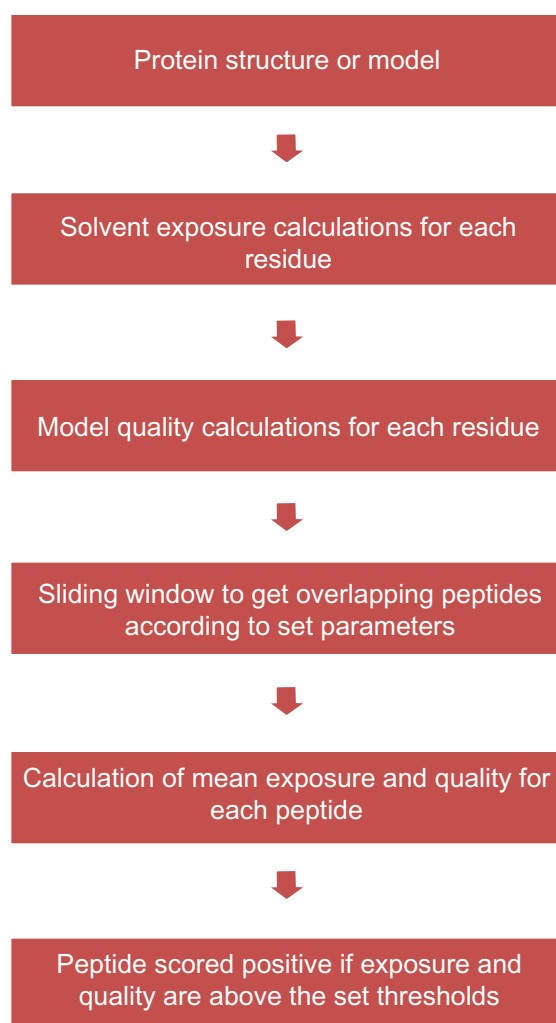 Protein structure or model
Solvent exposure calculations for each
residue
Model quality calculations for each residue
Sliding window to get overlapping peptides
according to set parameters
Calculation of mean exposure and quality for
each peptide
Peptide scored positive if exposure and
quality are above the set thresholds